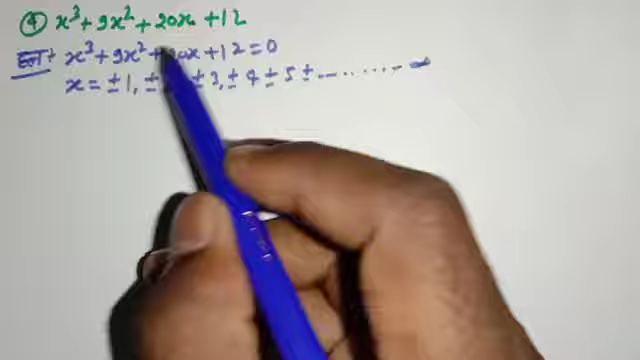 ④ x³ + 9x² + 20x + 12
x³ + 9x² + 20x + 12 = 0
x = ± 1, ± ± 3, ± 4 ± 5 ± -----------